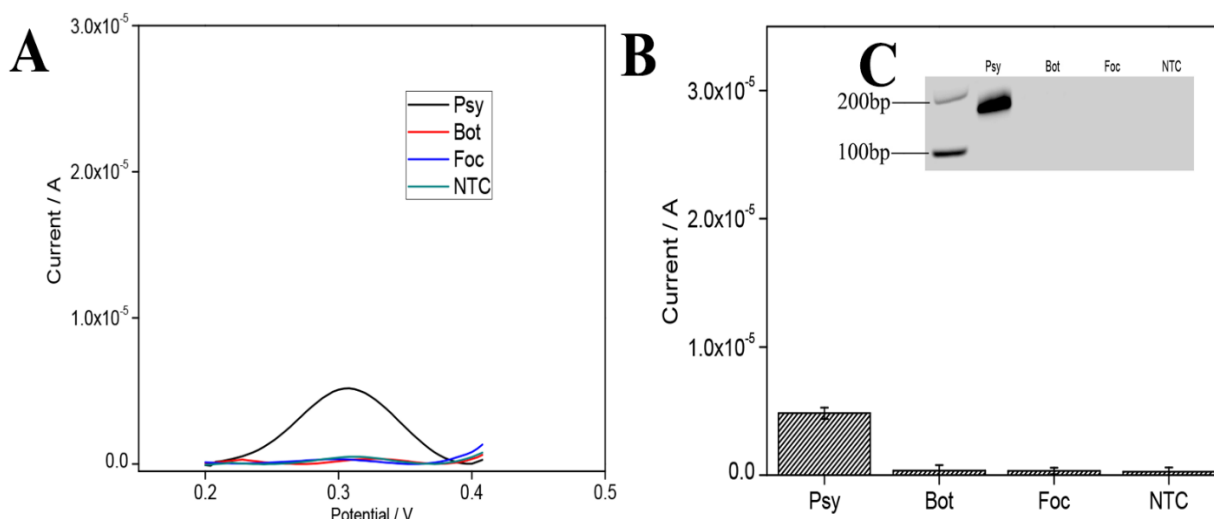 A
3.0x10-5
2.0x10-5
1.0x10-5
0.0
Current / A
0.2
0.3
0.4
0.5
Potential / V
Psy
Bot
Foc
NTC
B
3.0x10-5
2.0x10-5
1.0x10-5
0.0
Current / A
Psy
Bot
Foc
NTC
C
Psy Bot Foc NTC
200bp
100bp